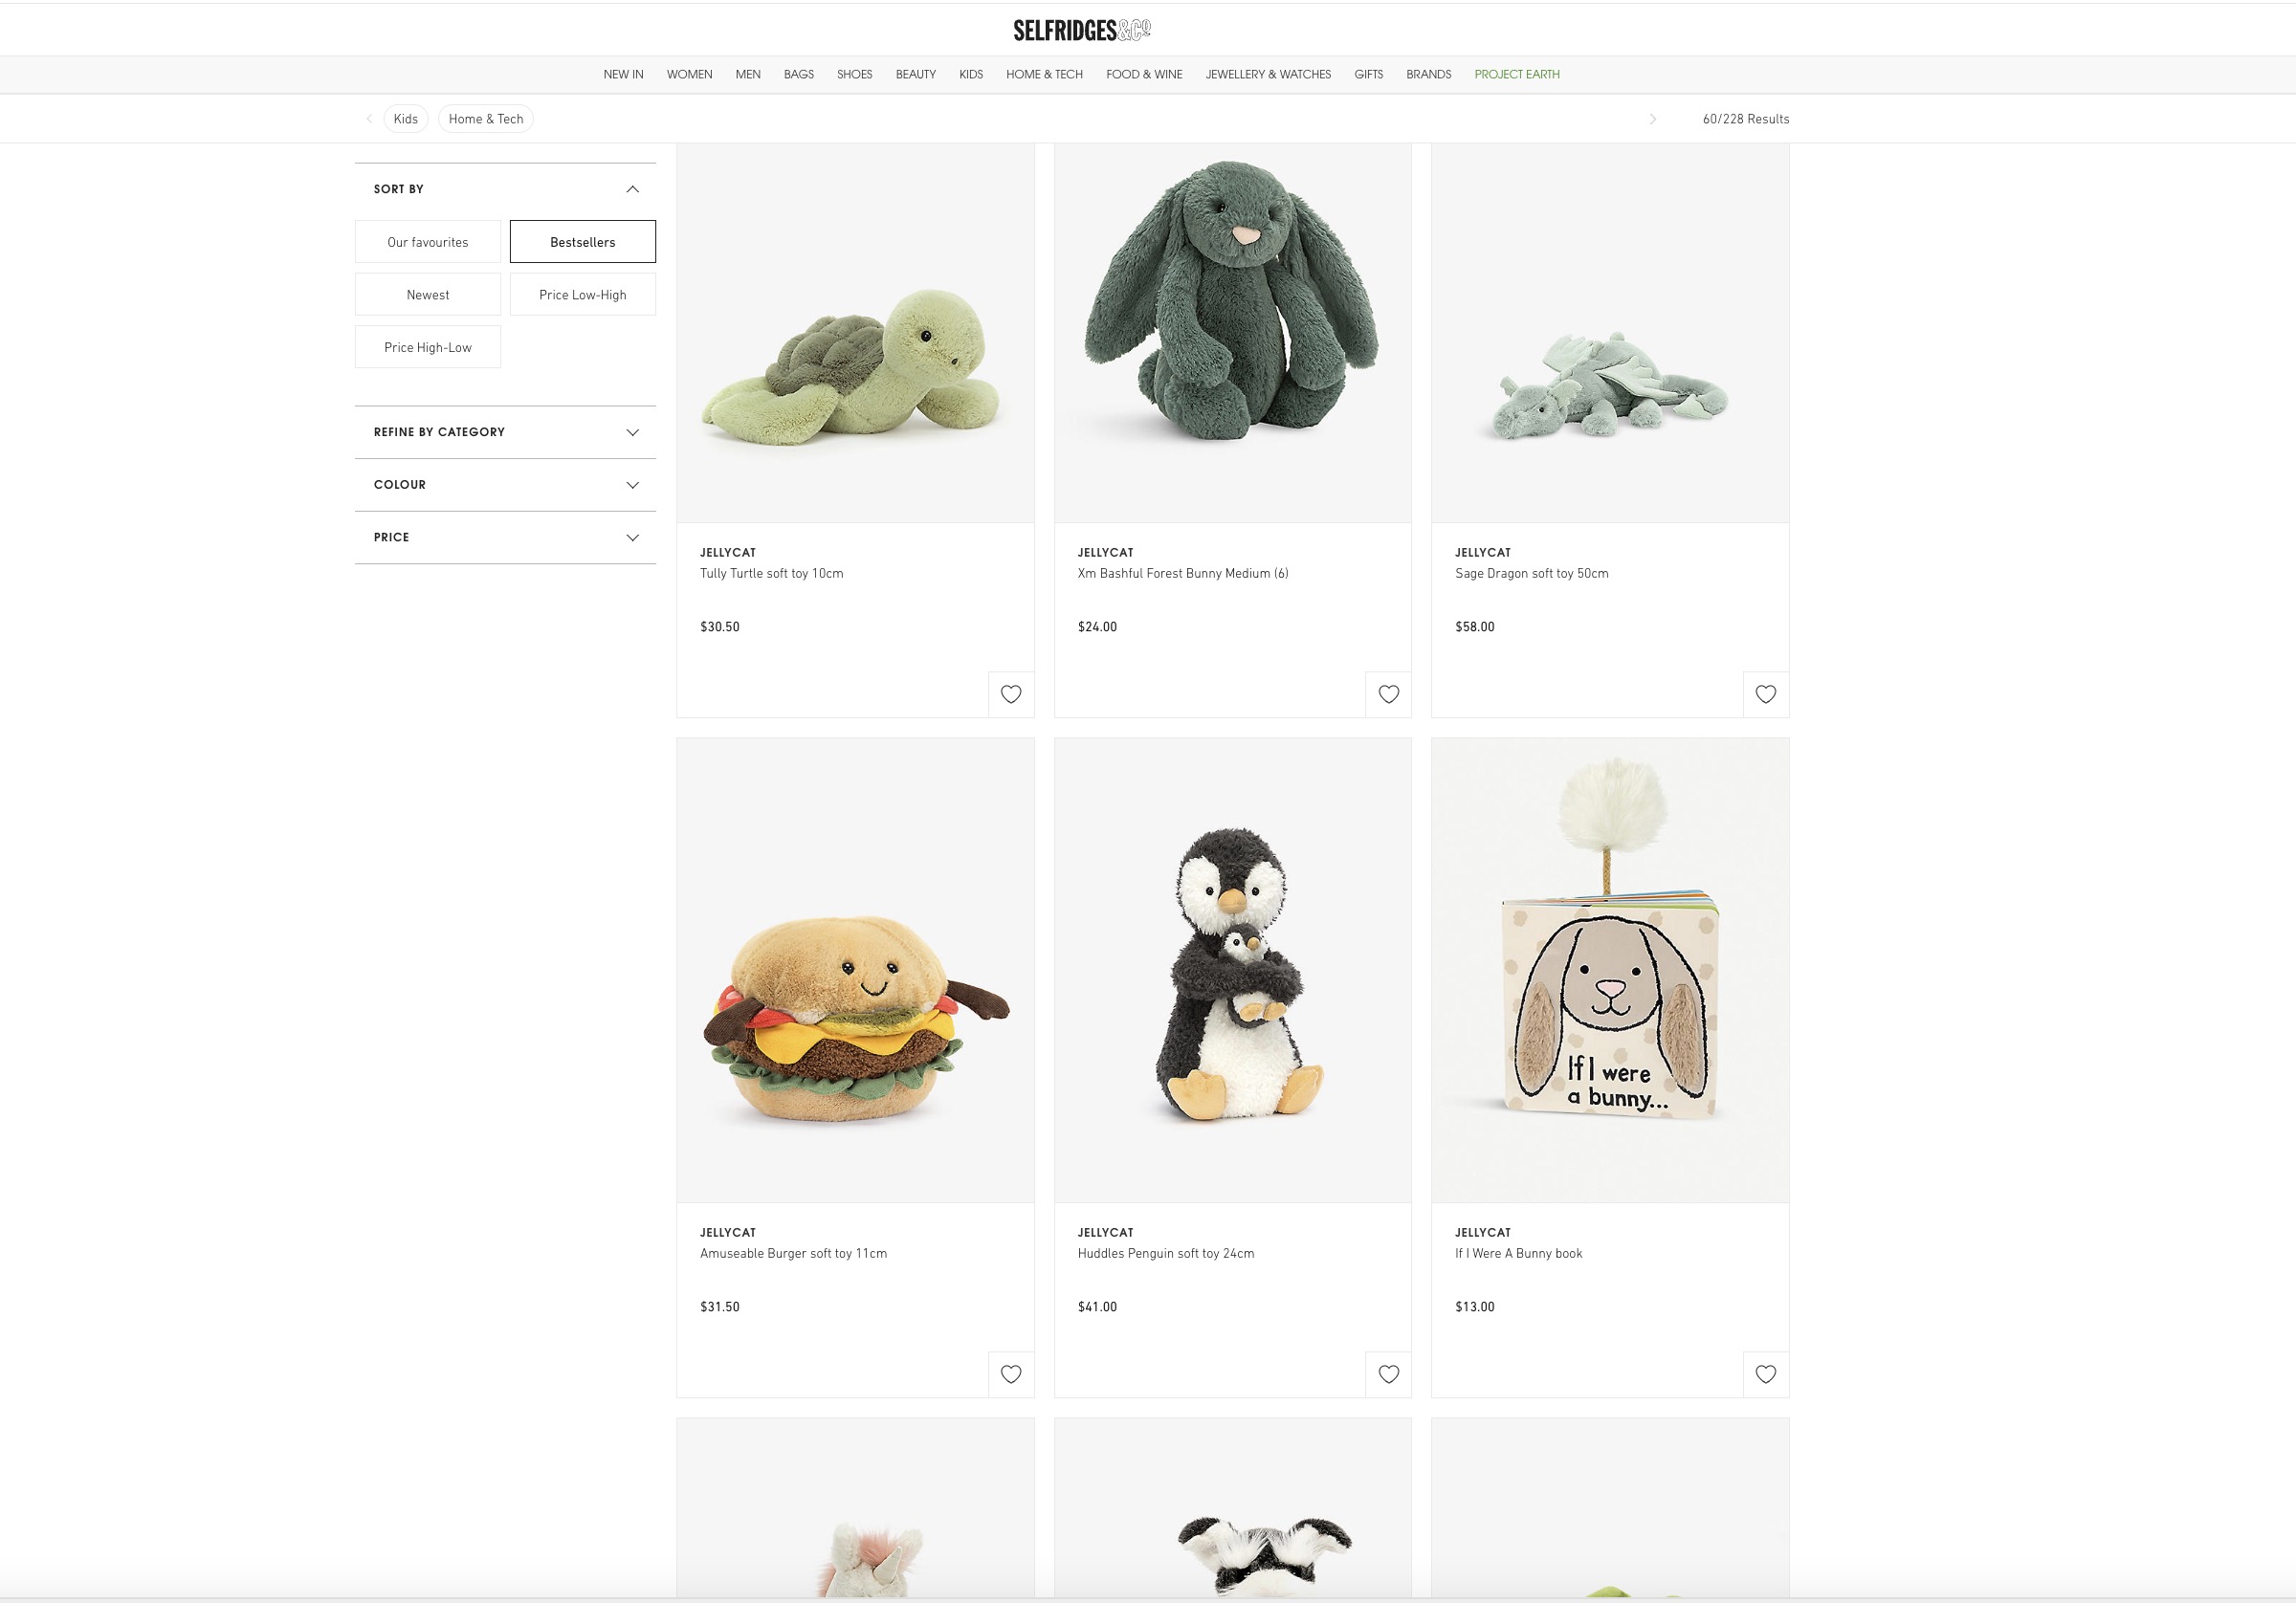 SELFRIDGES&Co
NEW IN WOMEN MEN BAGS SHOES BEAUTY KIDS HOME & TECH FOOD & WINE JEWELLERY & WATCHES GIFTS BRANDS PROJECT EARTH
Kids Home & Tech 60/228 Results
SORT BY
Our favourites Bestsellers
Newest Price Low-High
Price High-Low
REFINE BY CATEGORY
COLOUR
PRICE
JELLYCAT
Tully Turtle soft toy 10cm
$30.50
JELLYCAT
Xm Bashful Forest Bunny Medium (6)
$24.00
JELLYCAT
Sage Dragon soft toy 50cm
$58.00
JELLYCAT
Amuseable Burger soft toy 11cm
$31.50
JELLYCAT
Huddles Penguin soft toy 24cm
$41.00
If I were
a bunny...
JELLYCAT
If I Were A Bunny book
$13.00